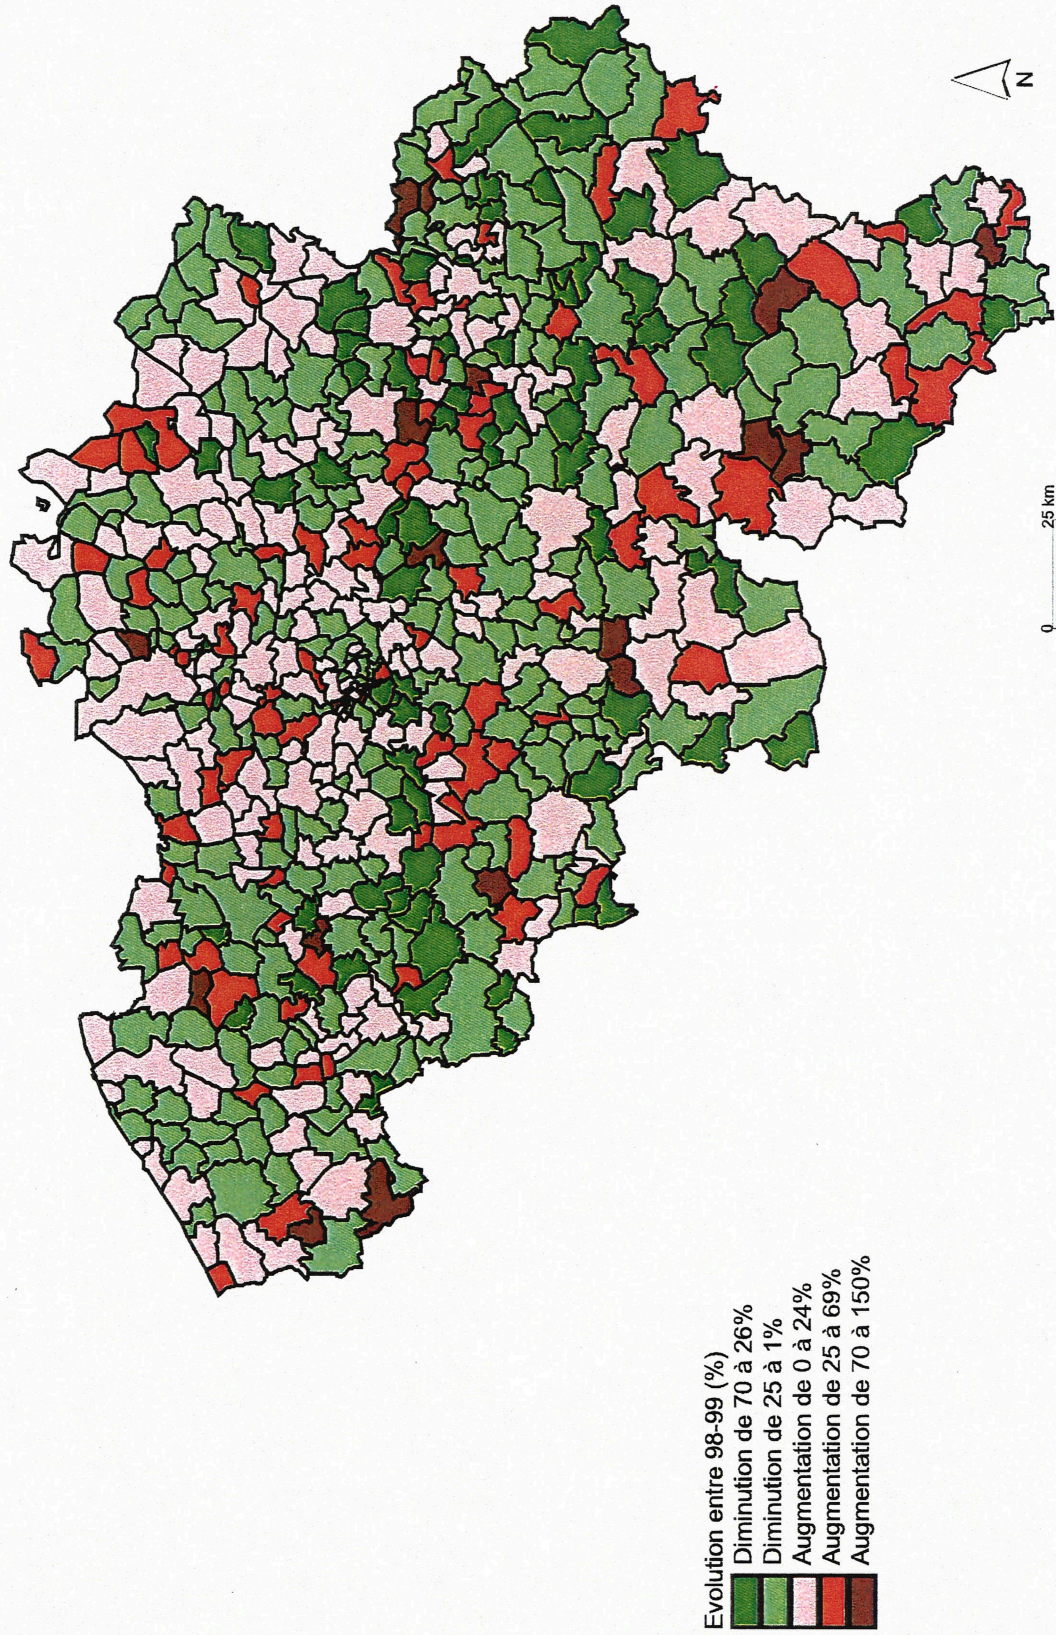 Evolution entre 98-99 (%)
Diminution de 70 à 26%
Diminution de 25 à 1%
Augmentation de 0 à 24%
Augmentation de 25 à 69%
Augmentation de 70 à 150%
0 25 km
N